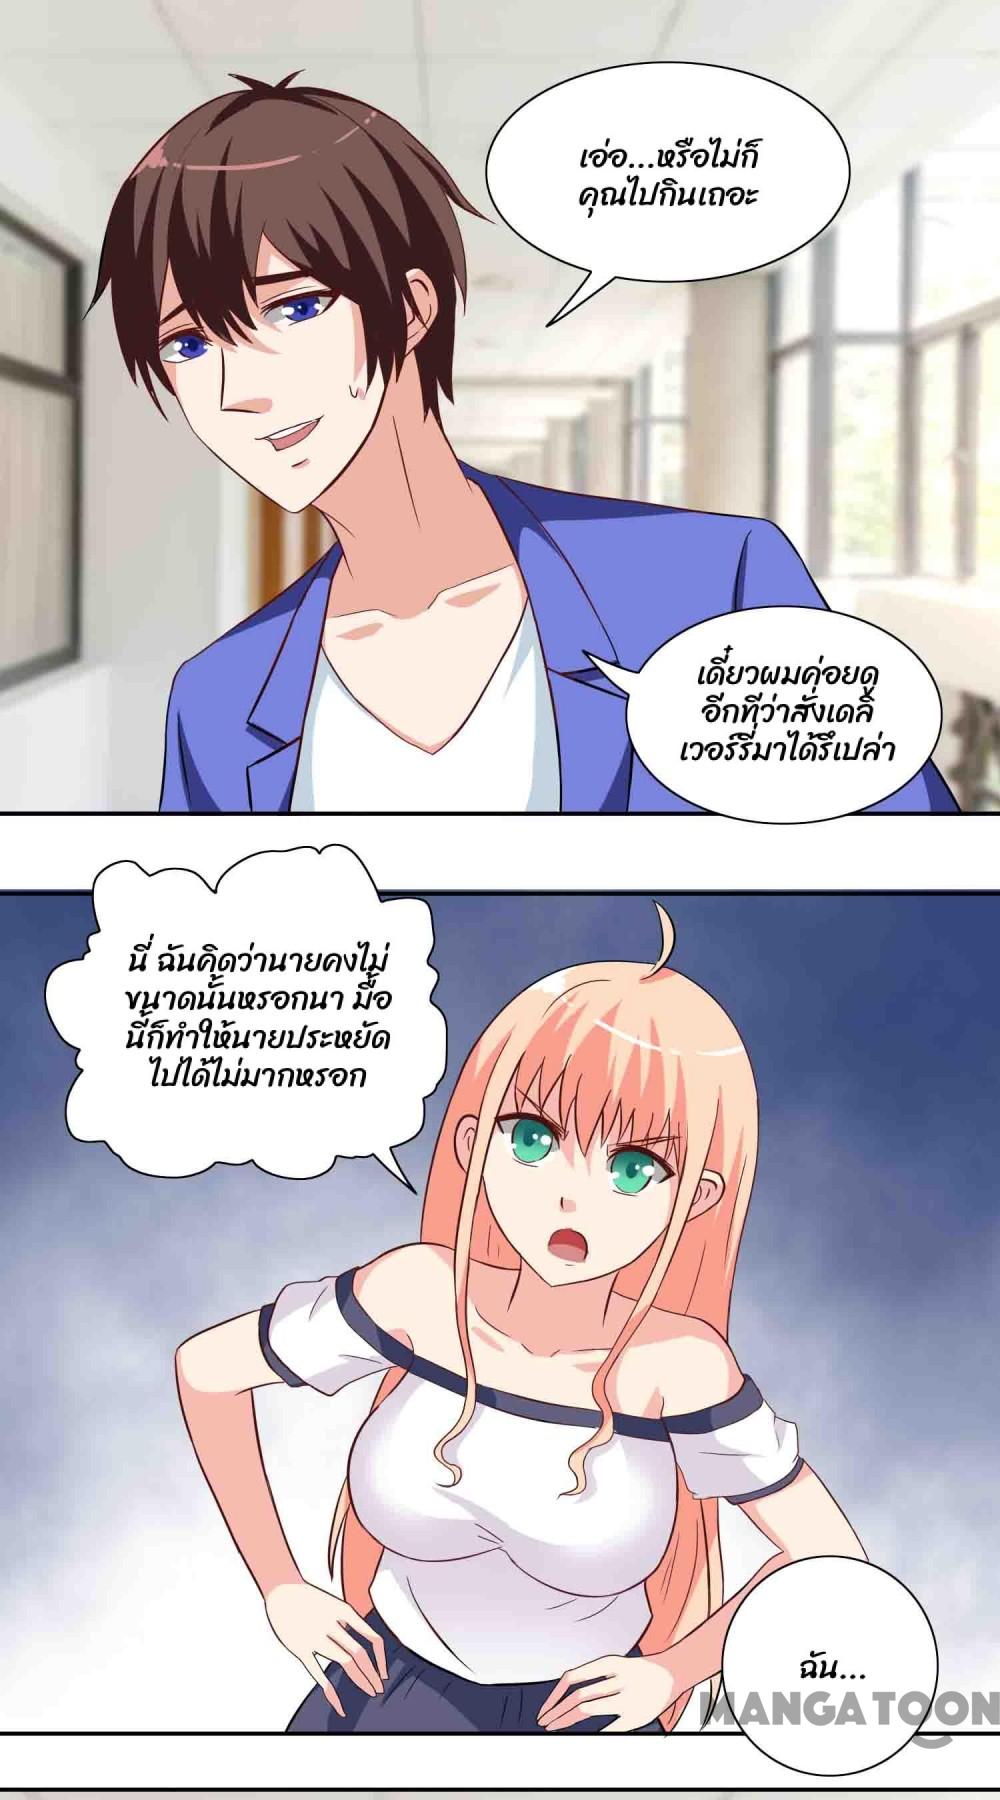 เอ่อ...หรือไม่ก็
คุณไปกินเถอะ
เดี๋ยวผมค่อยดู
อีกทีว่าสั่งเดลิ
เวอร์รี่มาได้รึเปล่า
นี่ ฉันคิดว่านายคงไม่
ขนาดนั้นหรอกนา มื้อ
นี้ก็ทำให้นายประหยัด
ไปได้ไม่มากหรอก
ฉัน...
MANGATOON